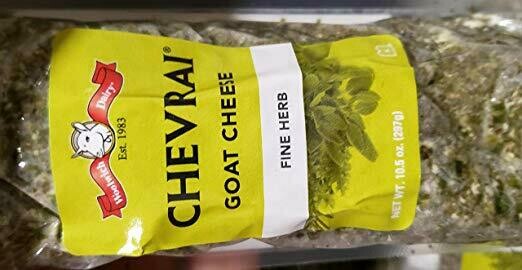 Woolwich Dairy
Est. 1983
CHEVRAI®
GOAT CHEESE
FINE HERB
NET WT. 10.5 oz. (297g)